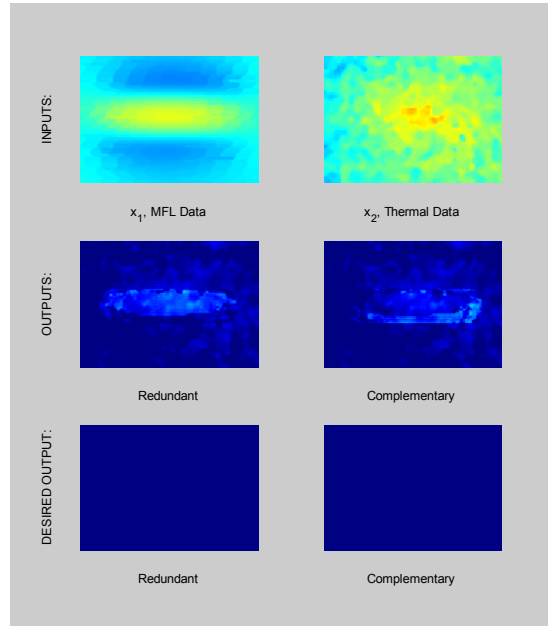 INPUTS:
x1, MFL Data
x2, Thermal Data
OUTPUTS:
Redundant
Complementary
DESIRED OUTPUT:
Redundant
Complementary